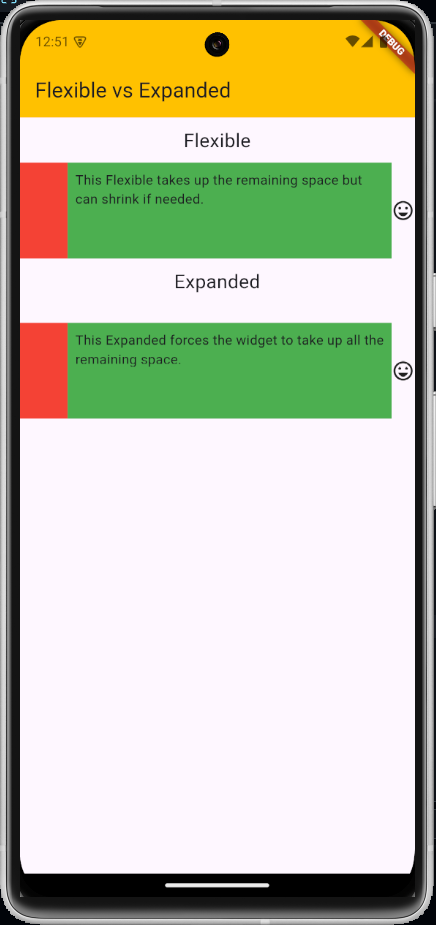 12:51
DEBUG
Flexible vs Expanded
Flexible
This Flexible takes up the remaining space but
can shrink if needed.
Expanded
This Expanded forces the widget to take up all the
remaining space.